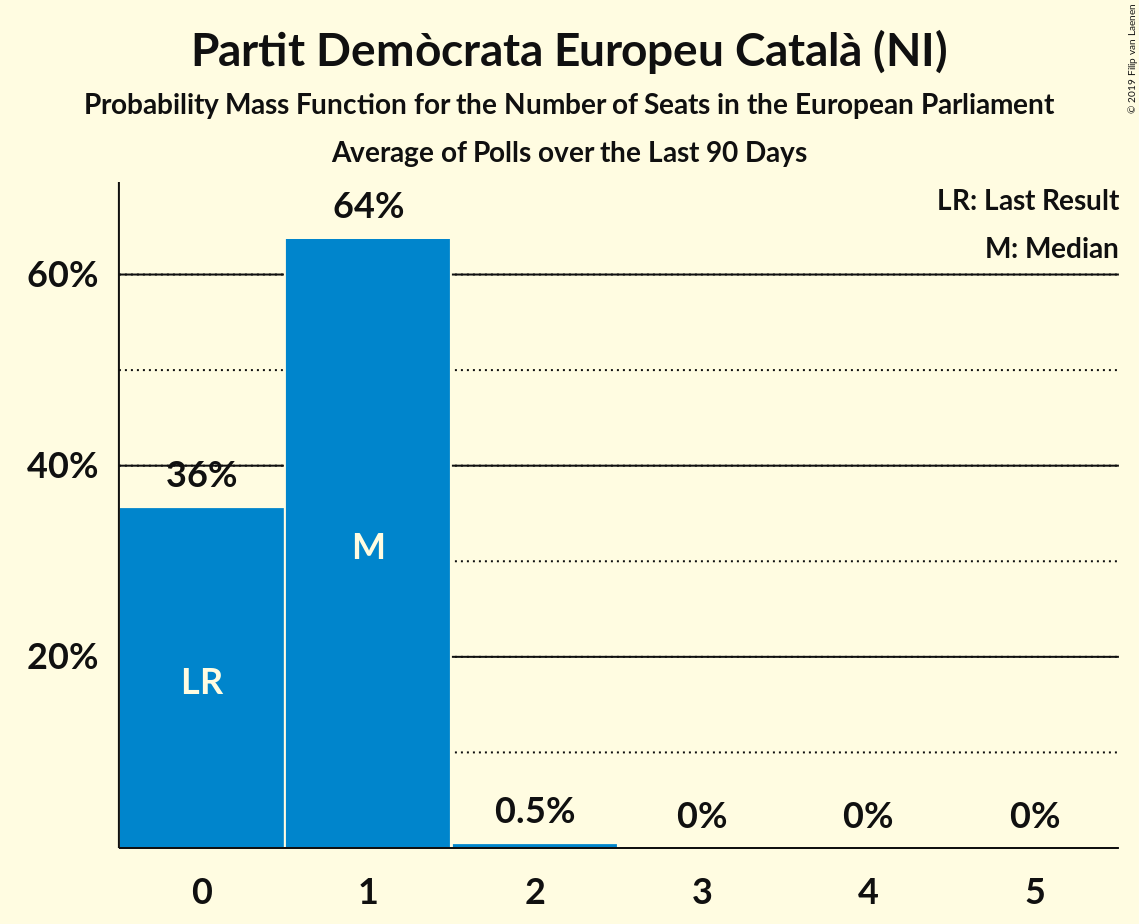 Partit Demòcrata Europeu Català (NI)
Probability Mass Function for the Number of Seats in the European Parliament
Average of Polls over the Last 90 Days
© 2019 Filip van Laenen
LR: Last Result
M: Median
64%
60%
40%
36%
M
20%
LR
0.5%
0%
0%
0%
0
1
2
3
4
5